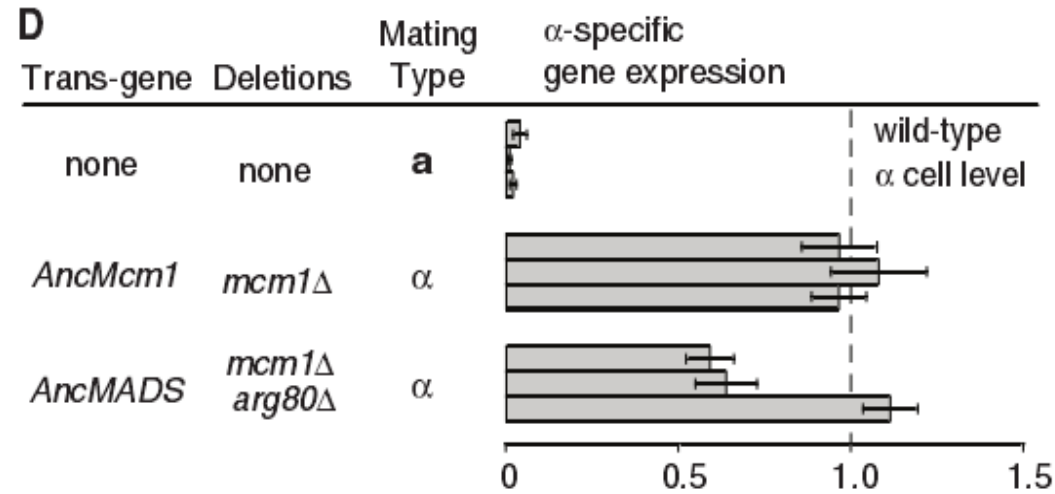 D
Trans-gene Deletions Mating Type α-specific gene expression
none none a wild-type α cell level
AncMcm1 mcm1Δ α
AncMADS mcm1Δ arg80Δ α
0 0.5 1.0 1.5